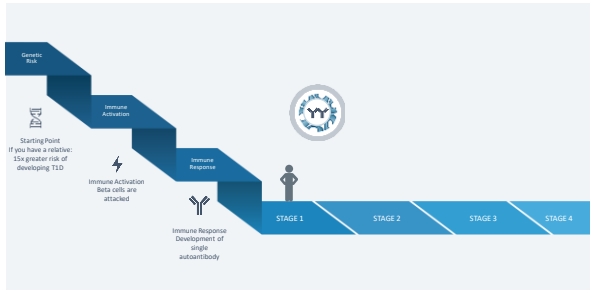 Genetic
Risk
Immune
Activation
Immune
Response
Starting Point
If you have a relative:
15x greater risk of
developing T1D
Immune Activation
Beta cells are
attacked
Immune Response
Development of
single
autoantibody
STAGE 1
STAGE 2
STAGE 3
STAGE 4